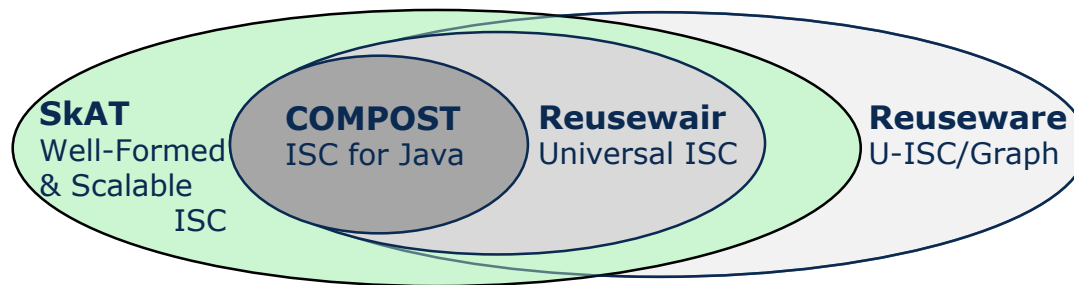 SkAT
Well-Formed
& Scalable
ISC
COMPOST
ISC for Java
Reusewair
Universal ISC
Reuseware
U-ISC/Graph